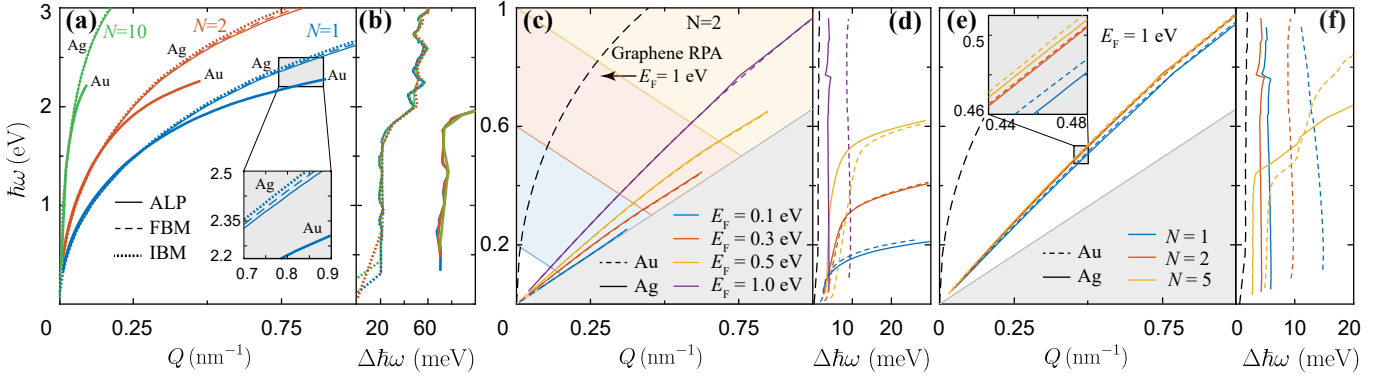 (a)
N=10
N=2
N=1
Ag
Ag
Ag
Au
Au
Au
ħω (eV)
3
2
1
2.5
2.35
2.2
Ag
Au
0.7 0.8 0.9
ALP
FBM
IBM
0 0.25 0.5 0.75
Q (nm⁻¹)
(b)
20 60
Δħω (meV)
(c)
N=2
Graphene RPA
E_F = 1 eV
1
0.6
0.2
Au
Ag
E_F = 0.1 eV
E_F = 0.3 eV
E_F = 0.5 eV
E_F = 1.0 eV
0 0.25 0.75
Q (nm⁻¹)
(d)
10 20
Δħω (meV)
(e)
E_F = 1 eV
0.5
0.46
0.44 0.48
Au
Ag
N = 1
N = 2
N = 5
0 0.25 0.75
Q (nm⁻¹)
(f)
0 10 20
Δħω (meV)